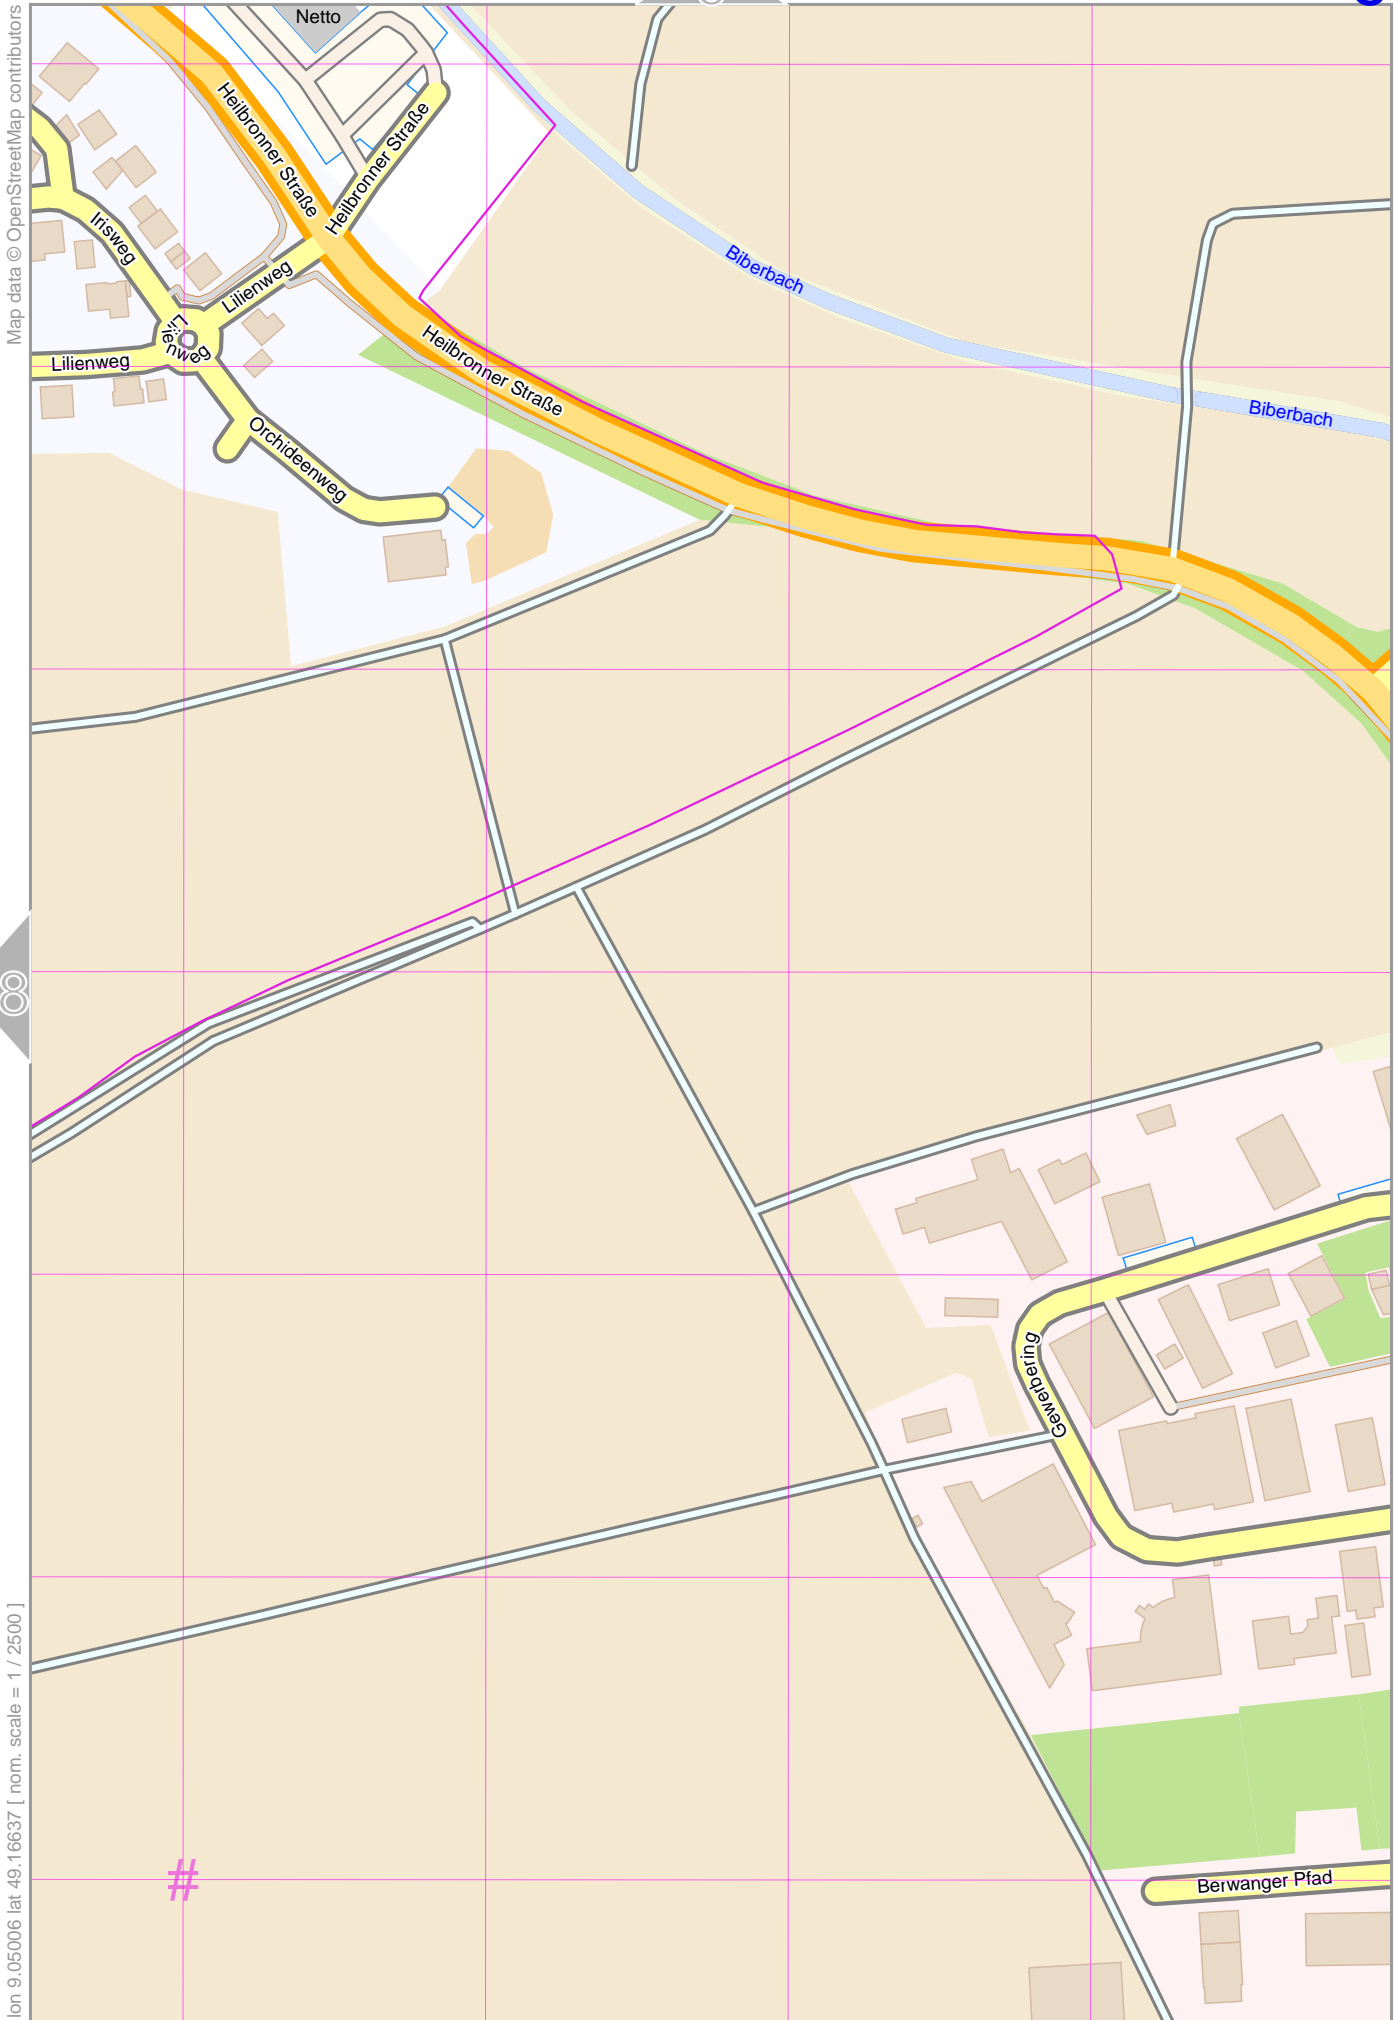 Netto
Map data © OpenStreetMap contributors
Heilbronner Straße
Heilbronner Straße
Irisweg
Biberbach
Lilienweg
Lilienweg
Heilbronner Straße
Lilienweg
Biberbach
Orchideenweg
8
Gewerbering
lon 9.05006 lat 49.16637 [ nom. scale = 1 / 2500 ]
#
Berwanger Pfad